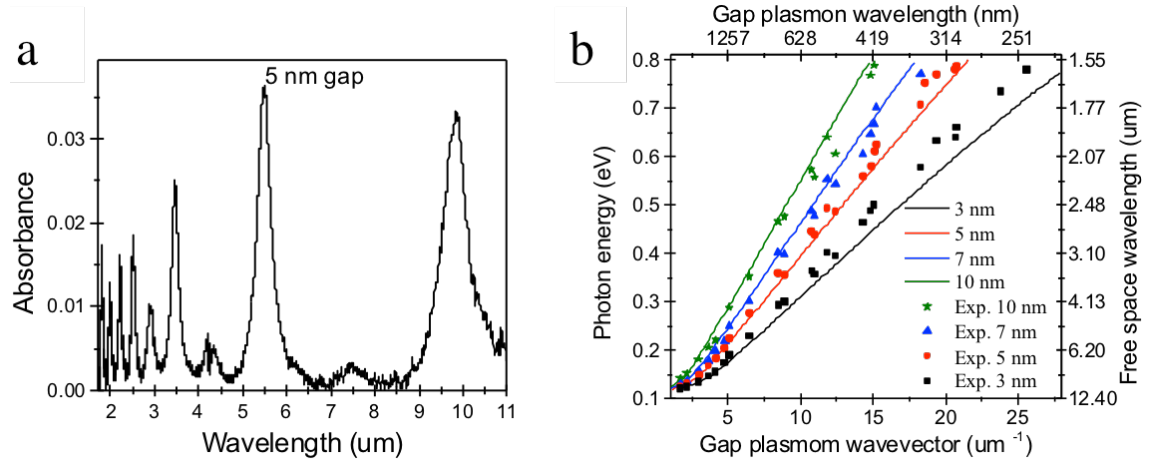 a
5 nm gap
0.03
0.02
0.01
0.00
Absorbance
2 3 4 5 6 7 8 9 10 11
Wavelength (um)
b
Gap plasmon wavelength (nm)
1257 628 419 314 251
0.8
0.7
0.6
0.5
0.4
0.3
0.2
0.1
Photon energy (eV)
3 nm
5 nm
7 nm
10 nm
Exp. 10 nm
Exp. 7 nm
Exp. 5 nm
Exp. 3 nm
1.55
1.77
2.07
2.48
3.10
4.13
6.20
12.40
Free space wavelength (um)
5 10 15 20 25
Gap plasmom wavevector (um -1)